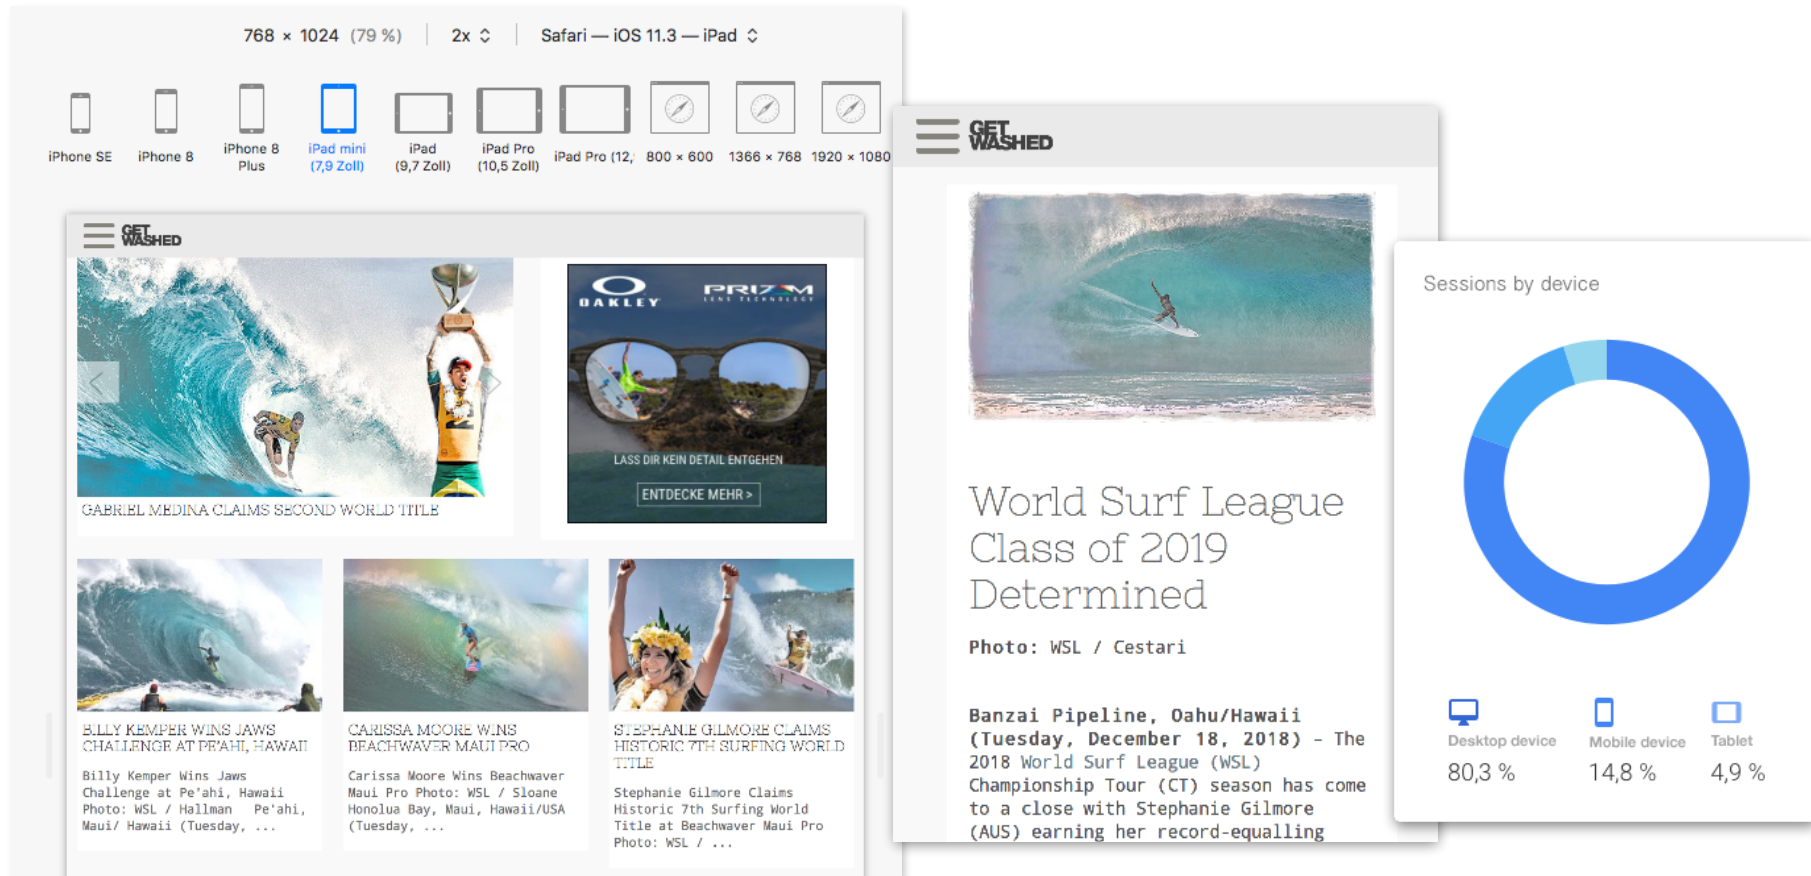 768 × 1024 (79 %) 2x Safari — iOS 11.3 — iPad
iPhone SE
iPhone 8
iPhone 8
Plus
iPad mini
(7,9 Zoll)
iPad
(9,7 Zoll)
iPad Pro
(10,5 Zoll)
iPad Pro (12,
800 × 600
1366 × 768
1920 × 1080
GET
WASHED
OAKLEY
PRIZM
LENS TECHNOLOGY
LASS DIR KEIN DETAIL ENTGEHEN
ENTDECKE MEHR >
GABRIEL MEDINA CLAIMS SECOND WORLD TITLE
BILLY KEMPER WINS JAWS
CHALLENGE AT PE'AHI, HAWAII
Billy Kemper Wins Jaws
Challenge at Pe'ahi, Hawaii
Photo: WSL / Hallman Pe'ahi,
Maui/ Hawaii (Tuesday, ...
CARISSA MOORE WINS
BEACHWAVER MAUI PRO
Carissa Moore Wins Beachwaver
Maui Pro Photo: WSL / Sloane
Honolua Bay, Maui, Hawaii/USA
(Tuesday, ...
STEPHANIE GILMORE CLAIMS
HISTORIC 7TH SURFING WORLD
TITLE
Stephanie Gilmore Claims
Historic 7th Surfing World
Title at Beachwaver Maui Pro
Photo: WSL / ...
GET
WASHED
World Surf League
Class of 2019
Determined
Photo: WSL / Cestari
Banzai Pipeline, Oahu/Hawaii
(Tuesday, December 18, 2018) – The
2018 World Surf League (WSL)
Championship Tour (CT) season has come
to a close with Stephanie Gilmore
(AUS) earning her record-equalling
Sessions by device
Desktop device
80,3 %
Mobile device
14,8 %
Tablet
4,9 %